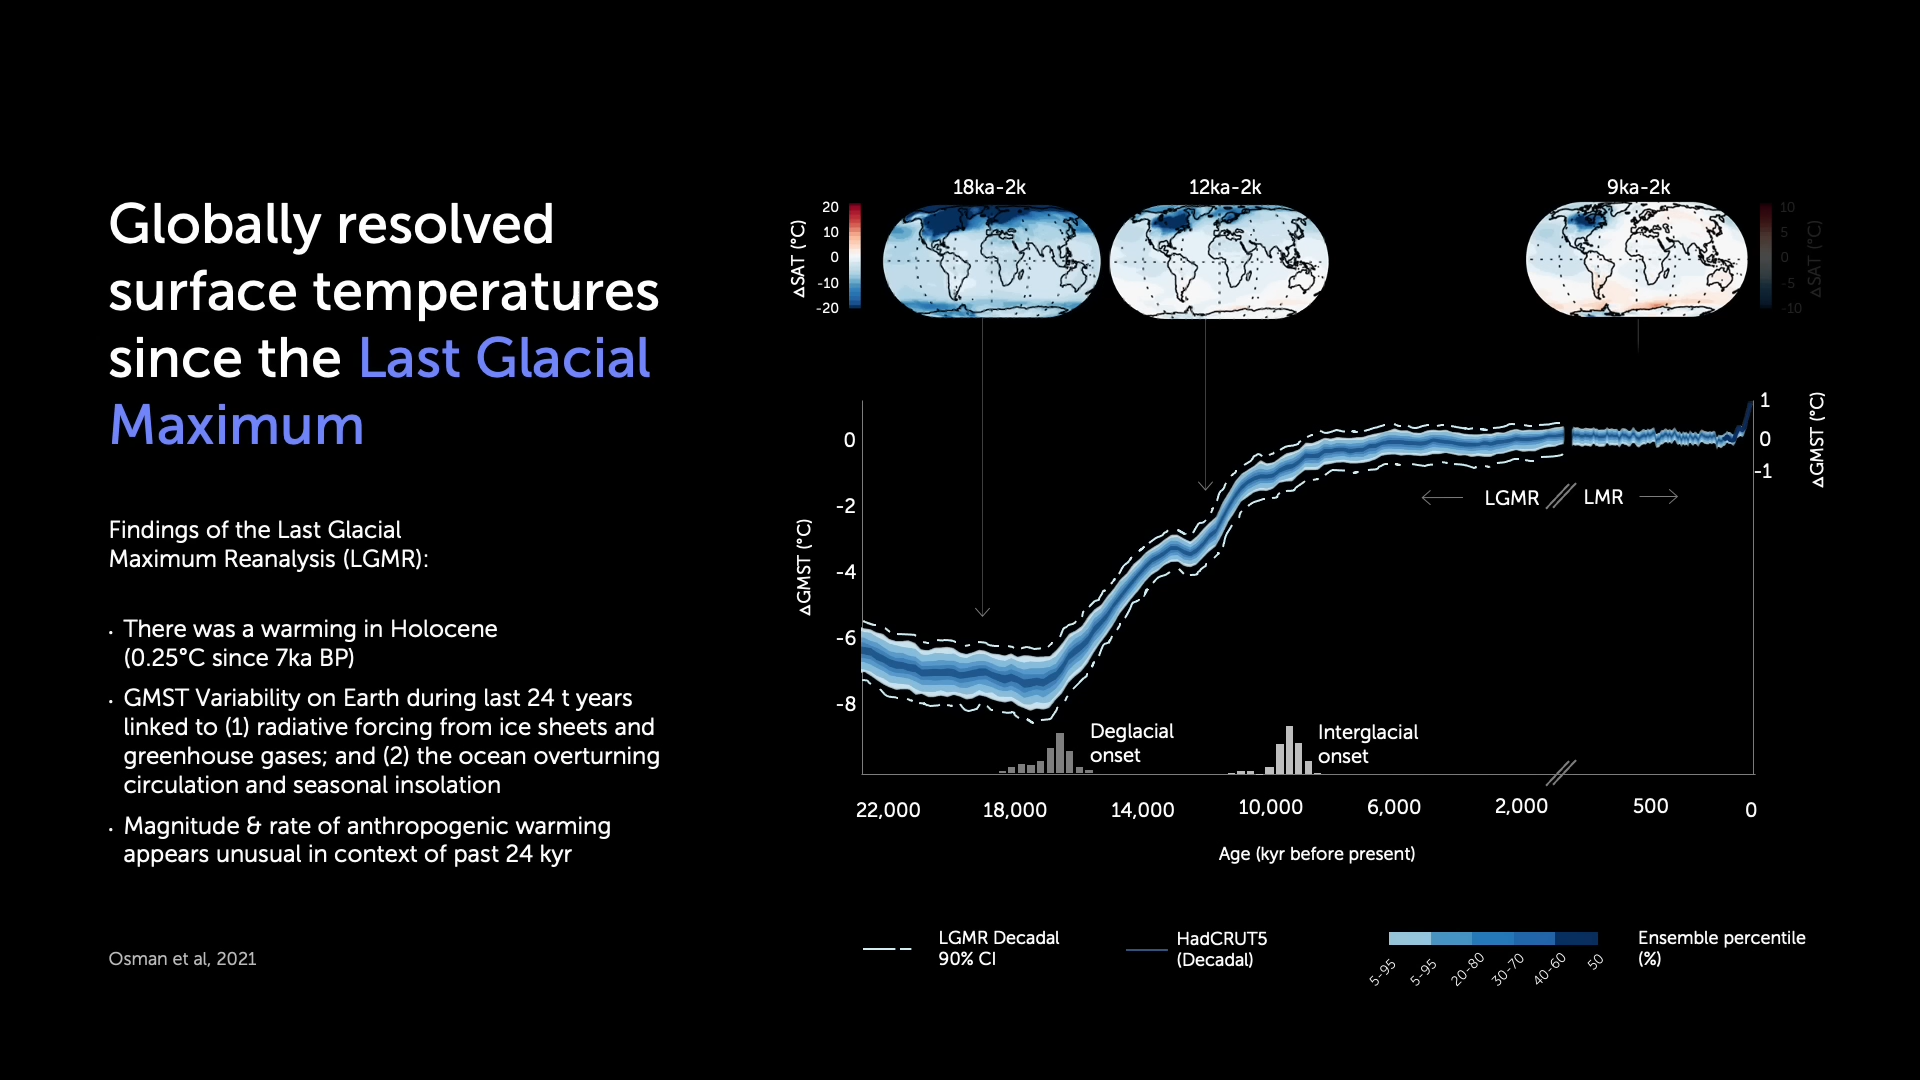 Globally resolved
surface temperatures
since the Last Glacial
Maximum
Findings of the Last Glacial
Maximum Reanalysis (LGMR):
· There was a warming in Holocene
(0.25°C since 7ka BP)
· GMST Variability on Earth during last 24 t years
linked to (1) radiative forcing from ice sheets and
greenhouse gases; and (2) the ocean overturning
circulation and seasonal insolation
· Magnitude & rate of anthropogenic warming
appears unusual in context of past 24 kyr
Osman et al, 2021
18ka-2k
12ka-2k
9ka-2k
ΔSAT (°C)
20
10
0
-10
-20
10
5
0
-5
-10
ΔSAT (°C)
ΔGMST (°C)
0
-2
-4
-6
-8
1
0
-1
ΔGMST (°C)
LGMR
LMR
Deglacial
onset
Interglacial
onset
22,000
18,000
14,000
10,000
6,000
2,000
500
0
Age (kyr before present)
LGMR Decadal
90% CI
HadCRUT5
(Decadal)
5-95
5-95
20-80
30-70
40-60
50
Ensemble percentile
(%)